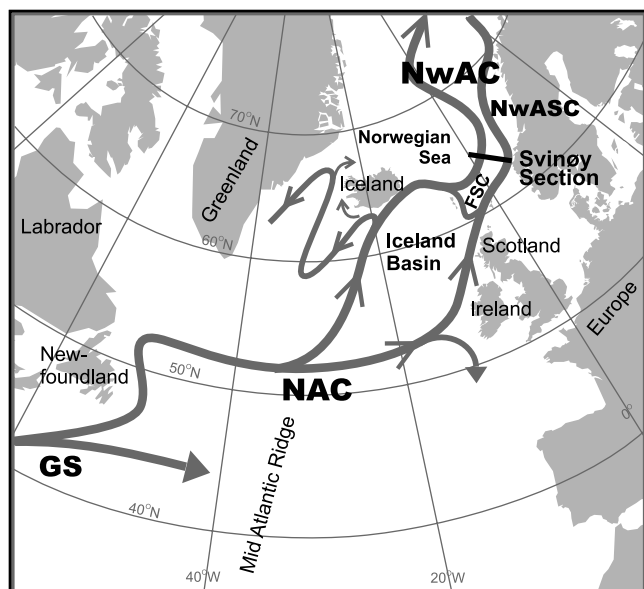 NwAC
NwASC
70°N
Norwegian
Sea
Svinøy
Section
Greenland
Iceland
FSC
Labrador
60°N
Iceland
Basin
Scotland
Ireland
Europe
New-
foundland
50°N
NAC
0°
GS
Mid Atlantic Ridge
40°N
40°W
20°W